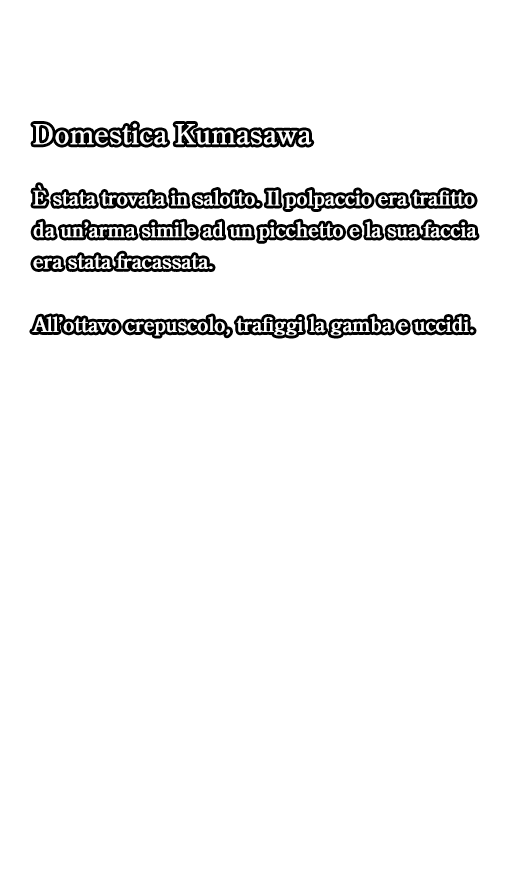 Domestica Kumasawa
È stata trovata in salotto. Il polpaccio era trafitto
da un’arma simile ad un picchetto e la sua faccia
era stata fracassata.
All’ottavo crepuscolo, trafiggi la gamba e uccidi.